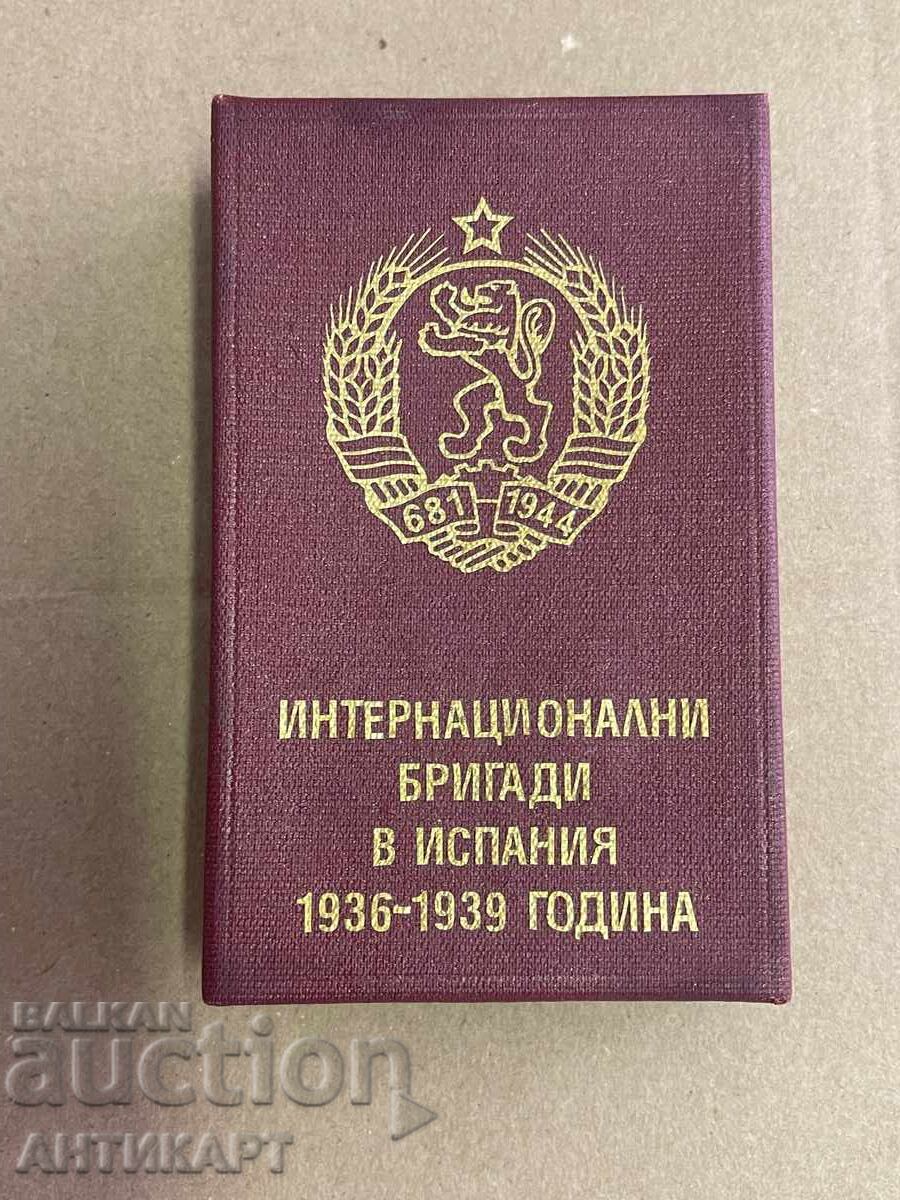 681 1944
ИНТЕРНАЦИОНАЛНИ
БРИГАДИ
В ИСПАНИЯ
1936-1939 ГОДИНА
BALKAN
auction
АНТИКАРТ